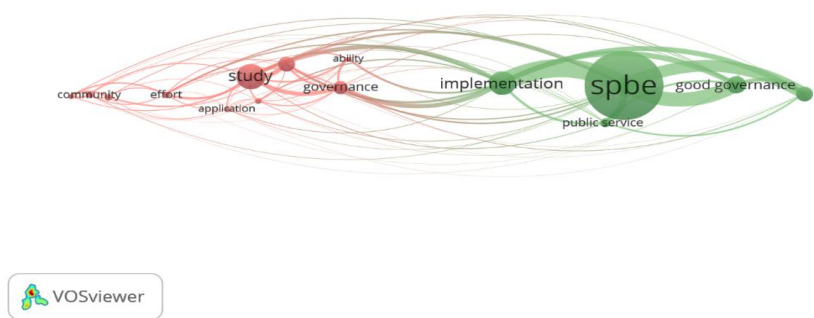 ability
study
governance
community
effort
application
implementation
spbe
good governance
public service
VOSviewer